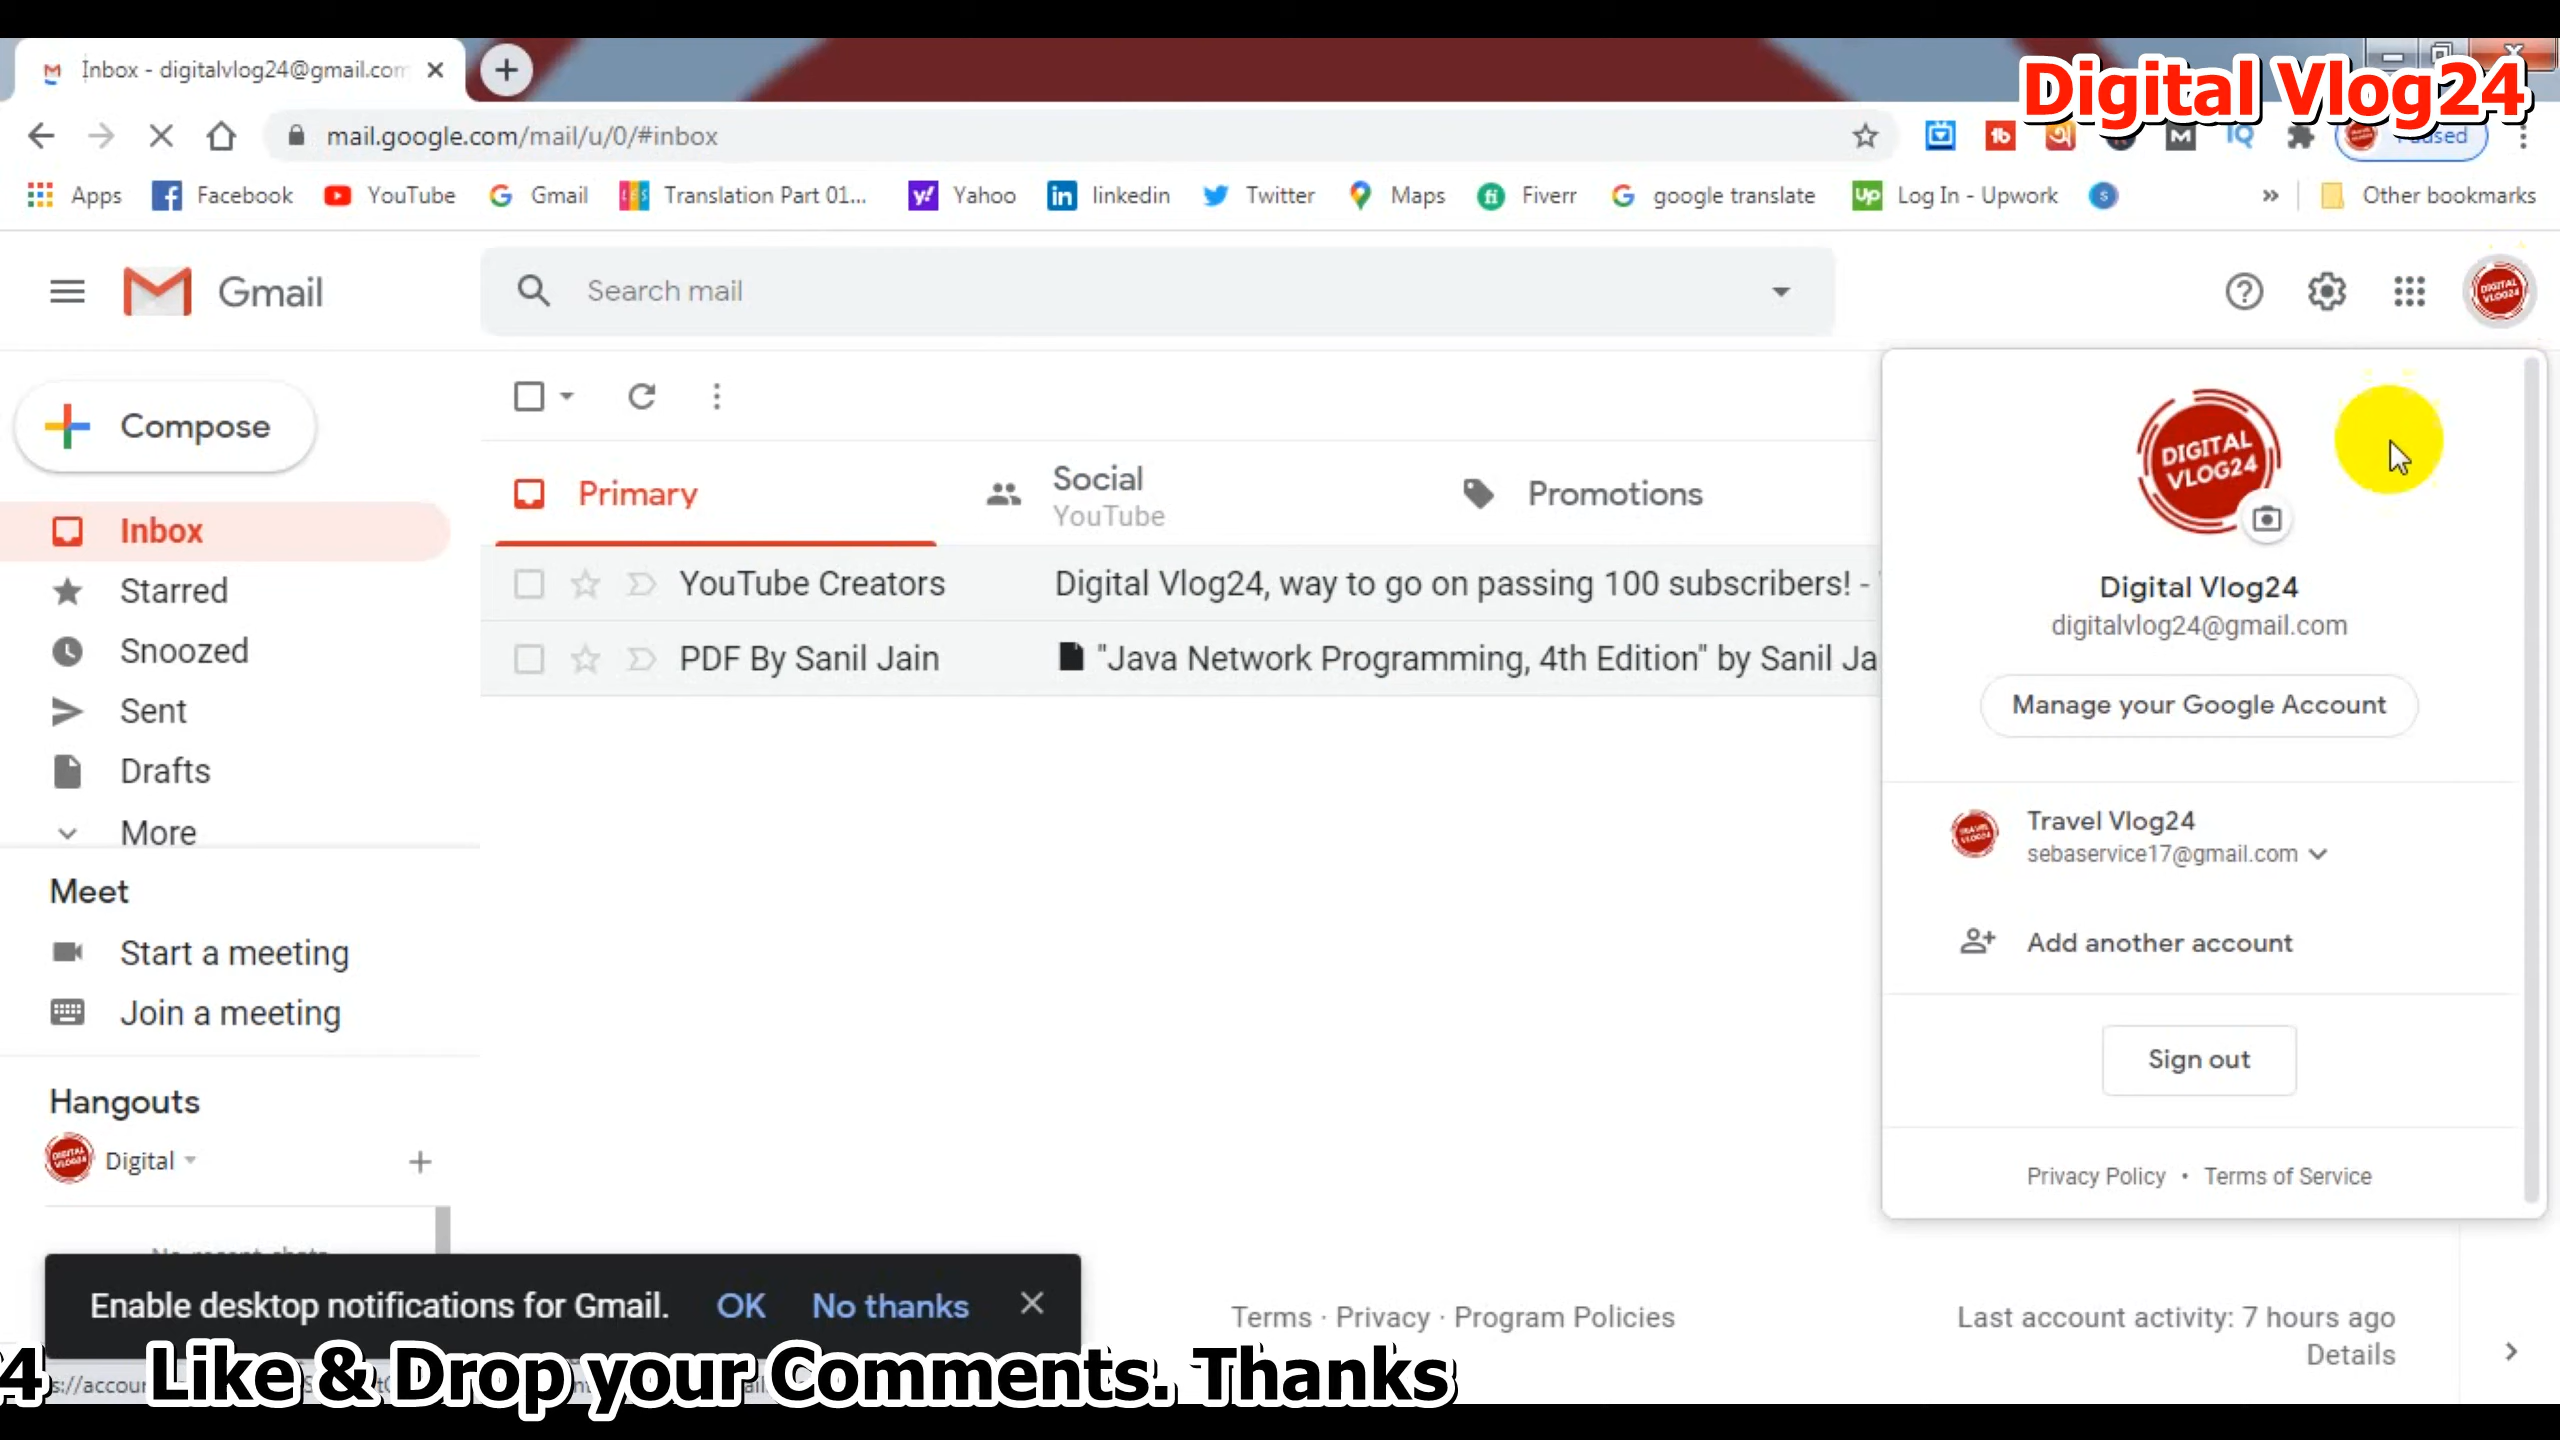 Inbox - digitalvlog24@gmail.com
Digital Vlog24
mail.google.com/mail/u/0/#inbox
Paused
Apps Facebook YouTube Gmail Translation Part 01... Yahoo linkedin Twitter Maps Fiverr google translate Log In - Upwork » Other bookmarks
Gmail
Search mail
DIGITAL VLOG24
Compose
Inbox
Starred
Snoozed
Sent
Drafts
More
Meet
Start a meeting
Join a meeting
Hangouts
Digital
Primary
Social
YouTube
Promotions
YouTube Creators Digital Vlog24, way to go on passing 100 subscribers! -
PDF By Sanil Jain "Java Network Programming, 4th Edition" by Sanil Ja
DIGITAL
VLOG24
Digital Vlog24
digitalvlog24@gmail.com
Manage your Google Account
Travel Vlog24
sebaservice17@gmail.com
Add another account
Sign out
Privacy Policy • Terms of Service
Enable desktop notifications for Gmail. OK No thanks
Terms · Privacy · Program Policies
Last account activity: 7 hours ago
Details
4 Like & Drop your Comments. Thanks